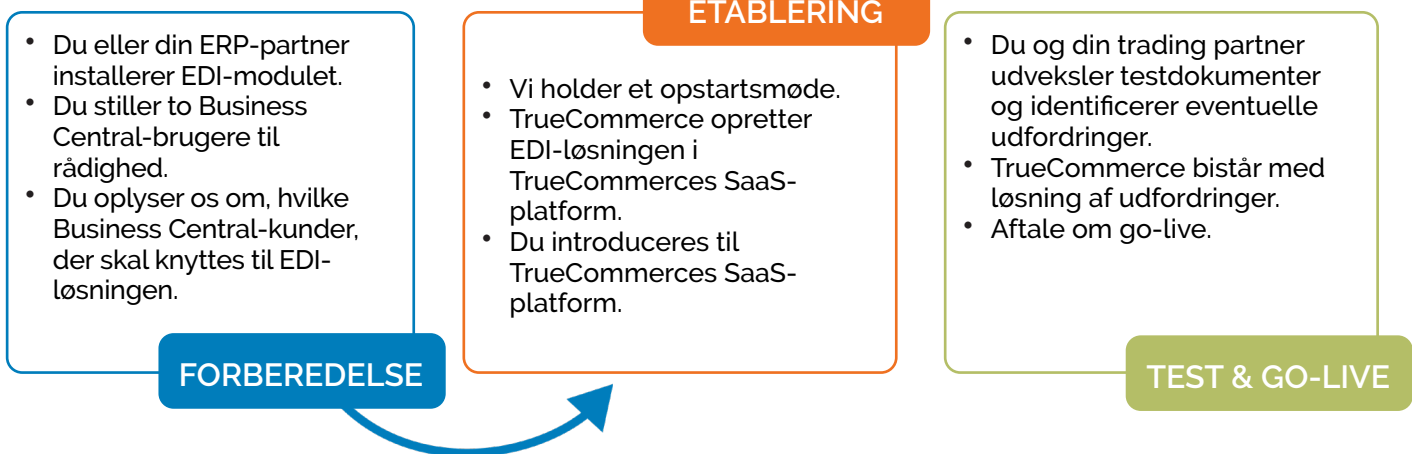 • Du eller din ERP-partner
installerer EDI-modulet.
• Du stiller to Business
Central-brugere til
rådighed.
• Du oplyser os om, hvilke
Business Central-kunder,
der skal knyttes til EDI-
løsningen.
FORBEREDELSE
ETABLERING
• Vi holder et opstartsmøde.
• TrueCommerce opretter
EDI-løsningen i
TrueCommerces SaaS-
platform.
• Du introduceres til
TrueCommerces SaaS-
platform.
• Du og din trading partner
udveksler testdokumenter
og identificerer eventuelle
udfordringer.
• TrueCommerce bistår med
løsning af udfordringer.
• Aftale om go-live.
TEST & GO-LIVE